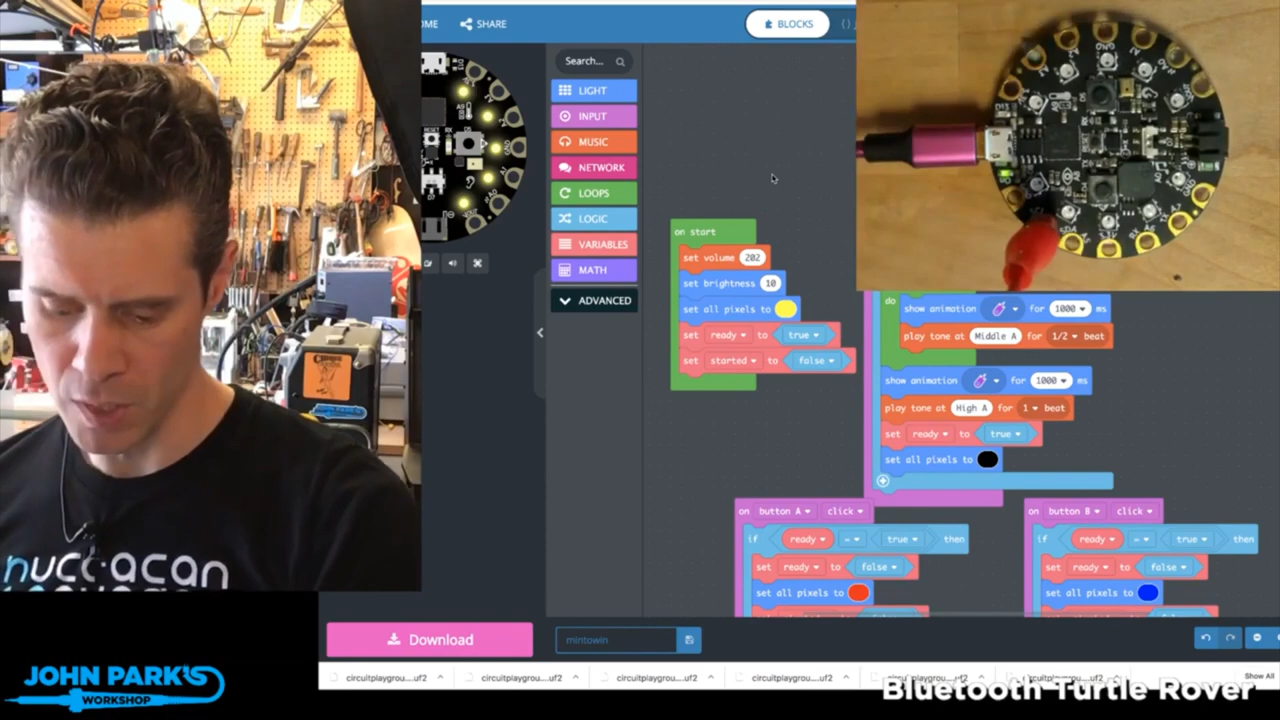 OME
SHARE
BLOCKS
Search...
LIGHT
INPUT
MUSIC
NETWORK
LOOPS
LOGIC
VARIABLES
MATH
ADVANCED
on start
set volume 202
set brightness 10
set all pixels to
set ready to true
set started to false
do
show animation for 1000 ms
play tone at Middle A for 1/2 beat
show animation for 1000 ms
play tone at High A for 1 beat
set ready to true
set all pixels to
on button A click
if ready = true then
set ready to false
set all pixels to
on button B click
if ready = true then
set ready to false
set all pixels to
Download
mintowin
circuitplaygrou....uf2
circuitplaygrou....uf2
circuitplaygrou....uf2
circuitplaygrou....uf2
Show All
JOHN PARK'S
WORKSHOP
Bluetooth Turtle Rover